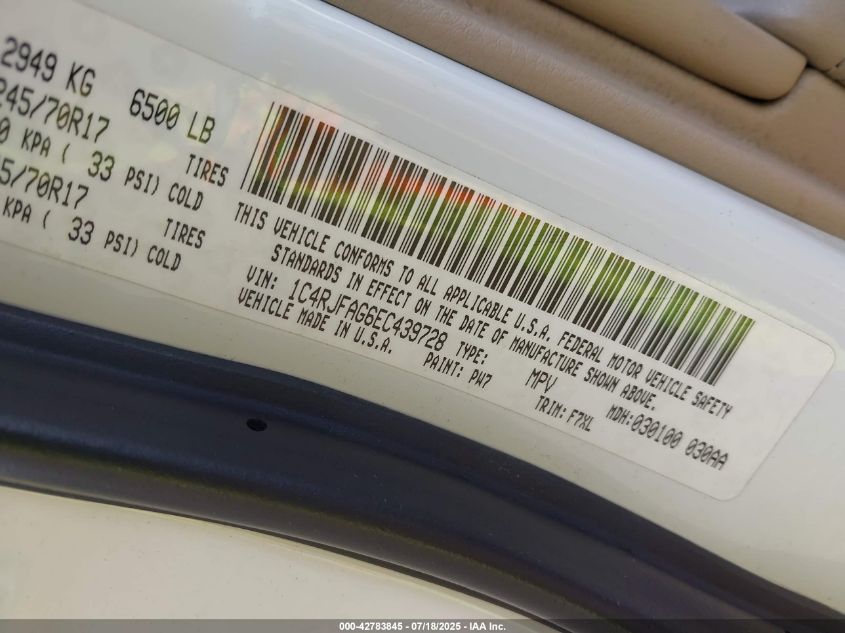 2949 KG 6500 LB
245/70R17 TIRES
0 KPA ( 33 PSI) COLD
5/70R17 TIRES
KPA ( 33 PSI) COLD
THIS VEHICLE CONFORMS TO ALL APPLICABLE U.S.A. FEDERAL MOTOR VEHICLE SAFETY
STANDARDS IN EFFECT ON THE DATE OF MANUFACTURE SHOWN ABOVE.
VIN: 1C4RJFAG6EC439728 TYPE: MPV MDH:030100 030AA
VEHICLE MADE IN U.S.A. PAINT: PW7 TRIM: F7XL
000-42783845 - 07/18/2025 - IAA Inc.